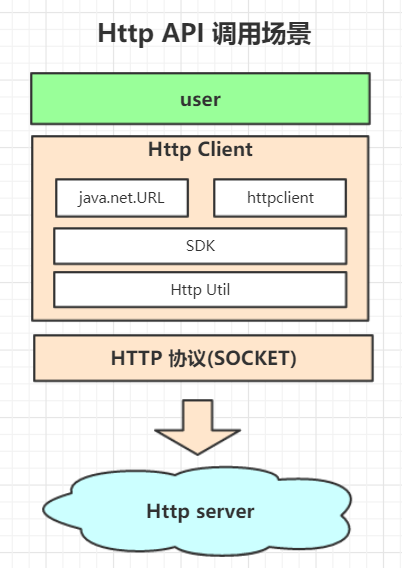 Http API 调用场景
user
Http Client
java.net.URL
httpclient
SDK
Http Util
HTTP 协议(SOCKET)
Http server